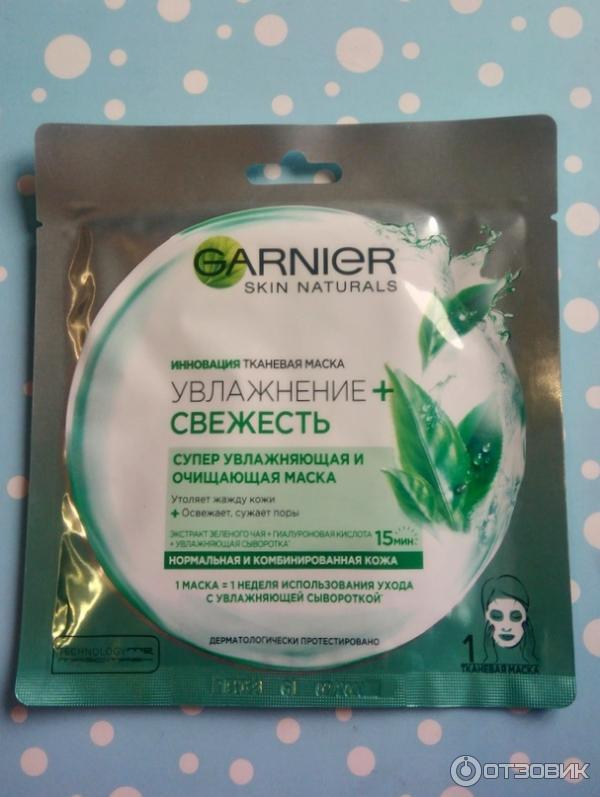 GARNIER
SKIN NATURALS
ИННОВАЦИЯ ТКАНЕВАЯ МАСКА
УВЛАЖНЕНИЕ +
СВЕЖЕСТЬ
СУПЕР УВЛАЖНЯЮЩАЯ И
ОЧИЩАЮЩАЯ МАСКА
Утоляет жажду кожи
+ Освежает, сужает поры
ЭКСТРАКТ ЗЕЛЕНОГО ЧАЯ + ГИАЛУРОНОВАЯ КИСЛОТА
+ УВЛАЖНЯЮЩАЯ СЫВОРОТКА*
15 МИН
НОРМАЛЬНАЯ И КОМБИНИРОВАННАЯ КОЖА
1 МАСКА = 1 НЕДЕЛЯ ИСПОЛЬЗОВАНИЯ УХОДА
С УВЛАЖНЯЮЩЕЙ СЫВОРОТКОЙ*
ДЕРМАТОЛОГИЧЕСКИ ПРОТЕСТИРОВАНО
TECHNOLOGY
1
ТКАНЕВАЯ МАСКА
ОТЗОВИК